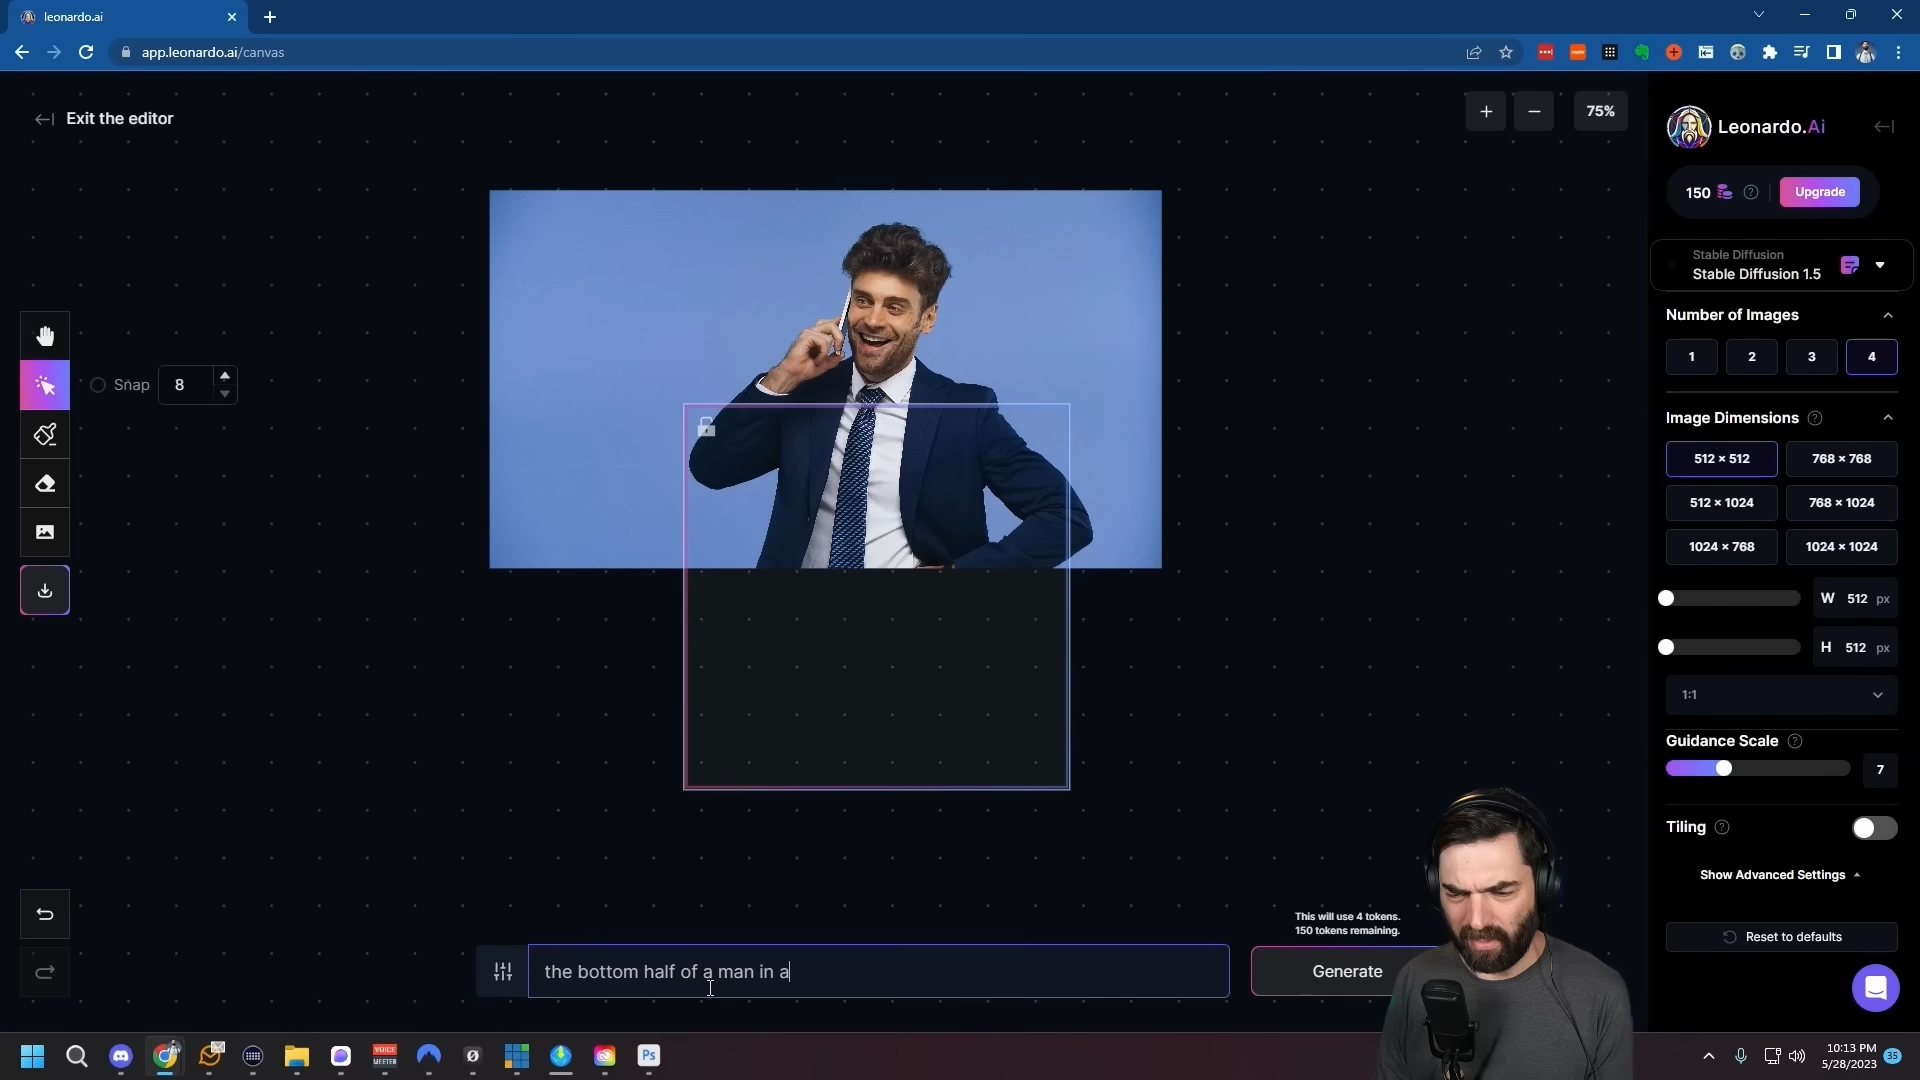 leonardo.ai
app.leonardo.ai/canvas
Exit the editor
75%
Leonardo.Ai
150
Upgrade
Stable Diffusion
Stable Diffusion 1.5
Number of Images
1 2 3 4
Image Dimensions
512 × 512 768 × 768
512 × 1024 768 × 1024
1024 × 768 1024 × 1024
W 512 px
H 512 px
1:1
Guidance Scale
7
Tiling
Show Advanced Settings
Reset to defaults
Snap 8
This will use 4 tokens.
150 tokens remaining.
the bottom half of a man in a
Generate
VOICE
MEETER
Ps
10:13 PM
5/28/2023
35